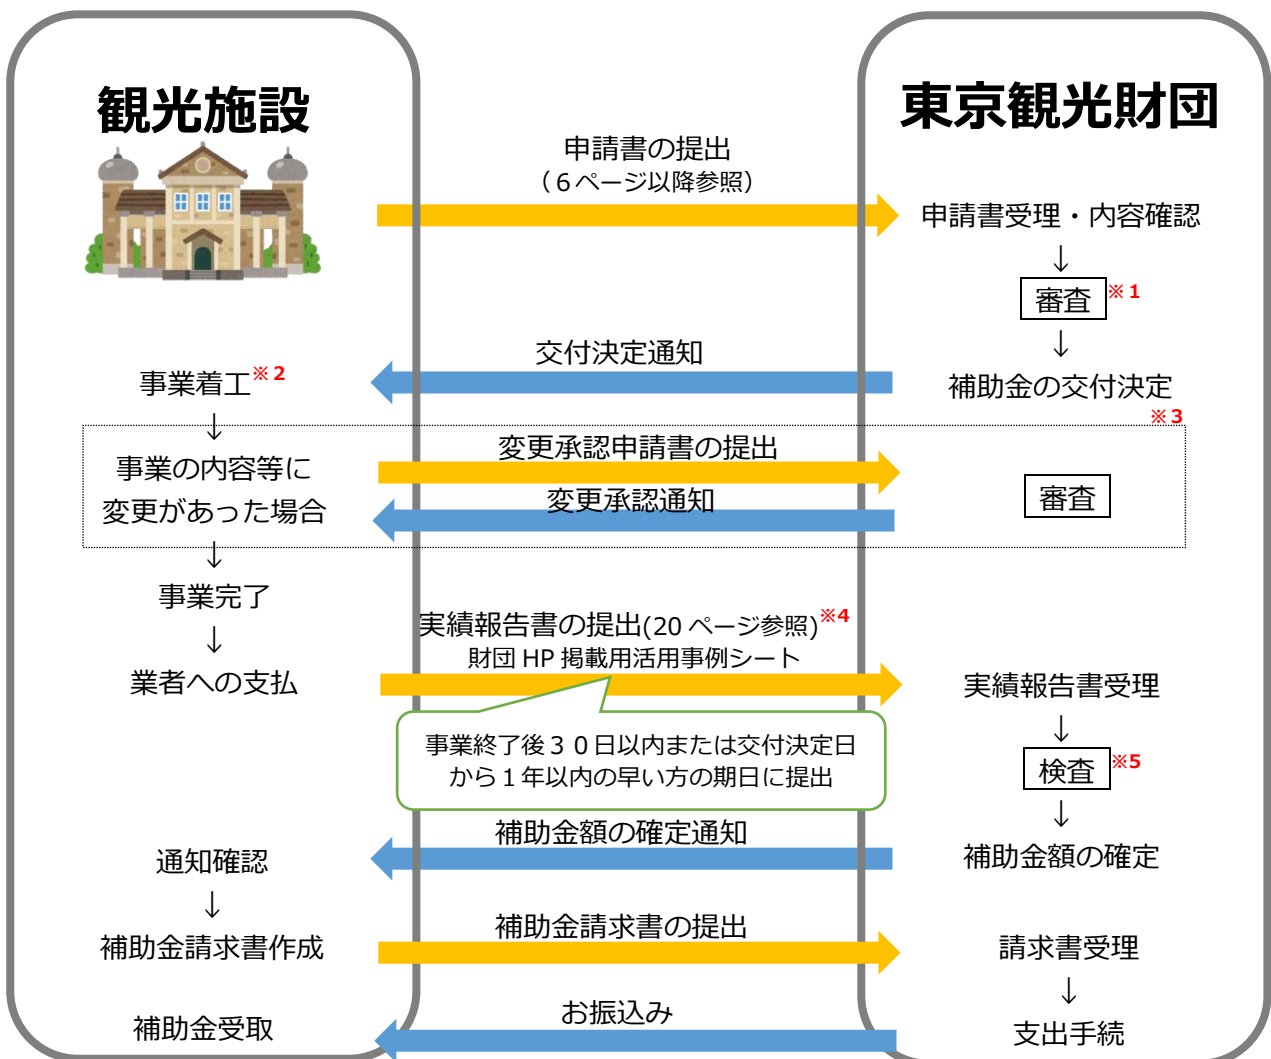 観光施設
東京観光財団
申請書の提出
（６ページ以降参照）
申請書受理・内容確認
↓
審査※１
↓
交付決定通知
事業着工※２
補助金の交付決定
※３
↓
変更承認申請書の提出
事業の内容等に
変更があった場合
変更承認通知
審査
↓
事業完了
↓
実績報告書の提出(20 ページ参照)※4
財団 HP 掲載用活用事例シート
業者への支払
実績報告書受理
↓
事業終了後３０日以内または交付決定日
から１年以内の早い方の期日に提出
検査※5
↓
補助金額の確定通知
通知確認
補助金額の確定
↓
補助金請求書の提出
補助金請求書作成
請求書受理
↓
お振込み
補助金受取
支出手続